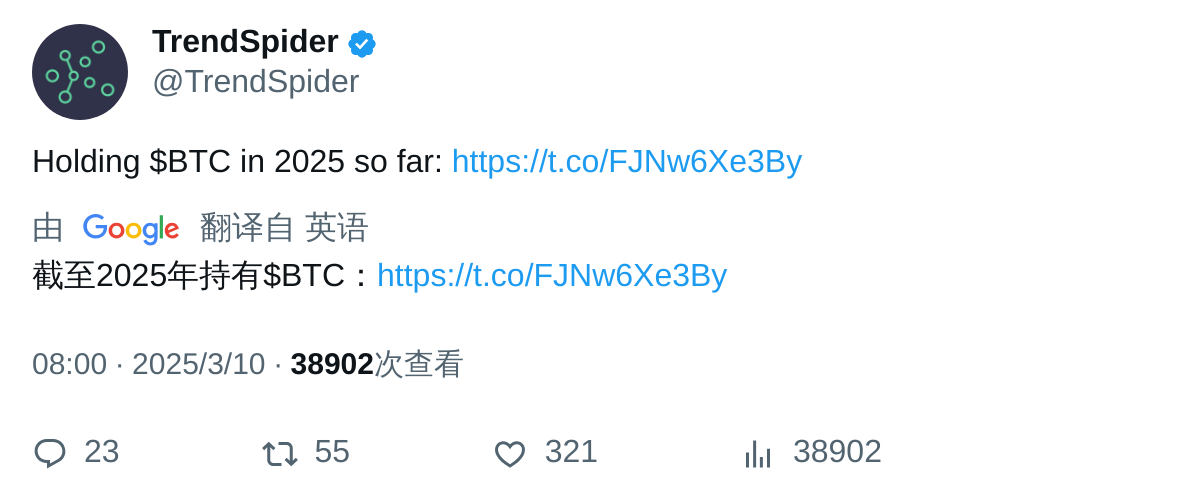 TrendSpider
@TrendSpider
Holding $BTC in 2025 so far: https://t.co/FJNw6Xe3By
由 Google 翻译自 英语
截至2025年持有$BTC：https://t.co/FJNw6Xe3By
08:00 · 2025/3/10 · 38902次查看
23 55 321 38902